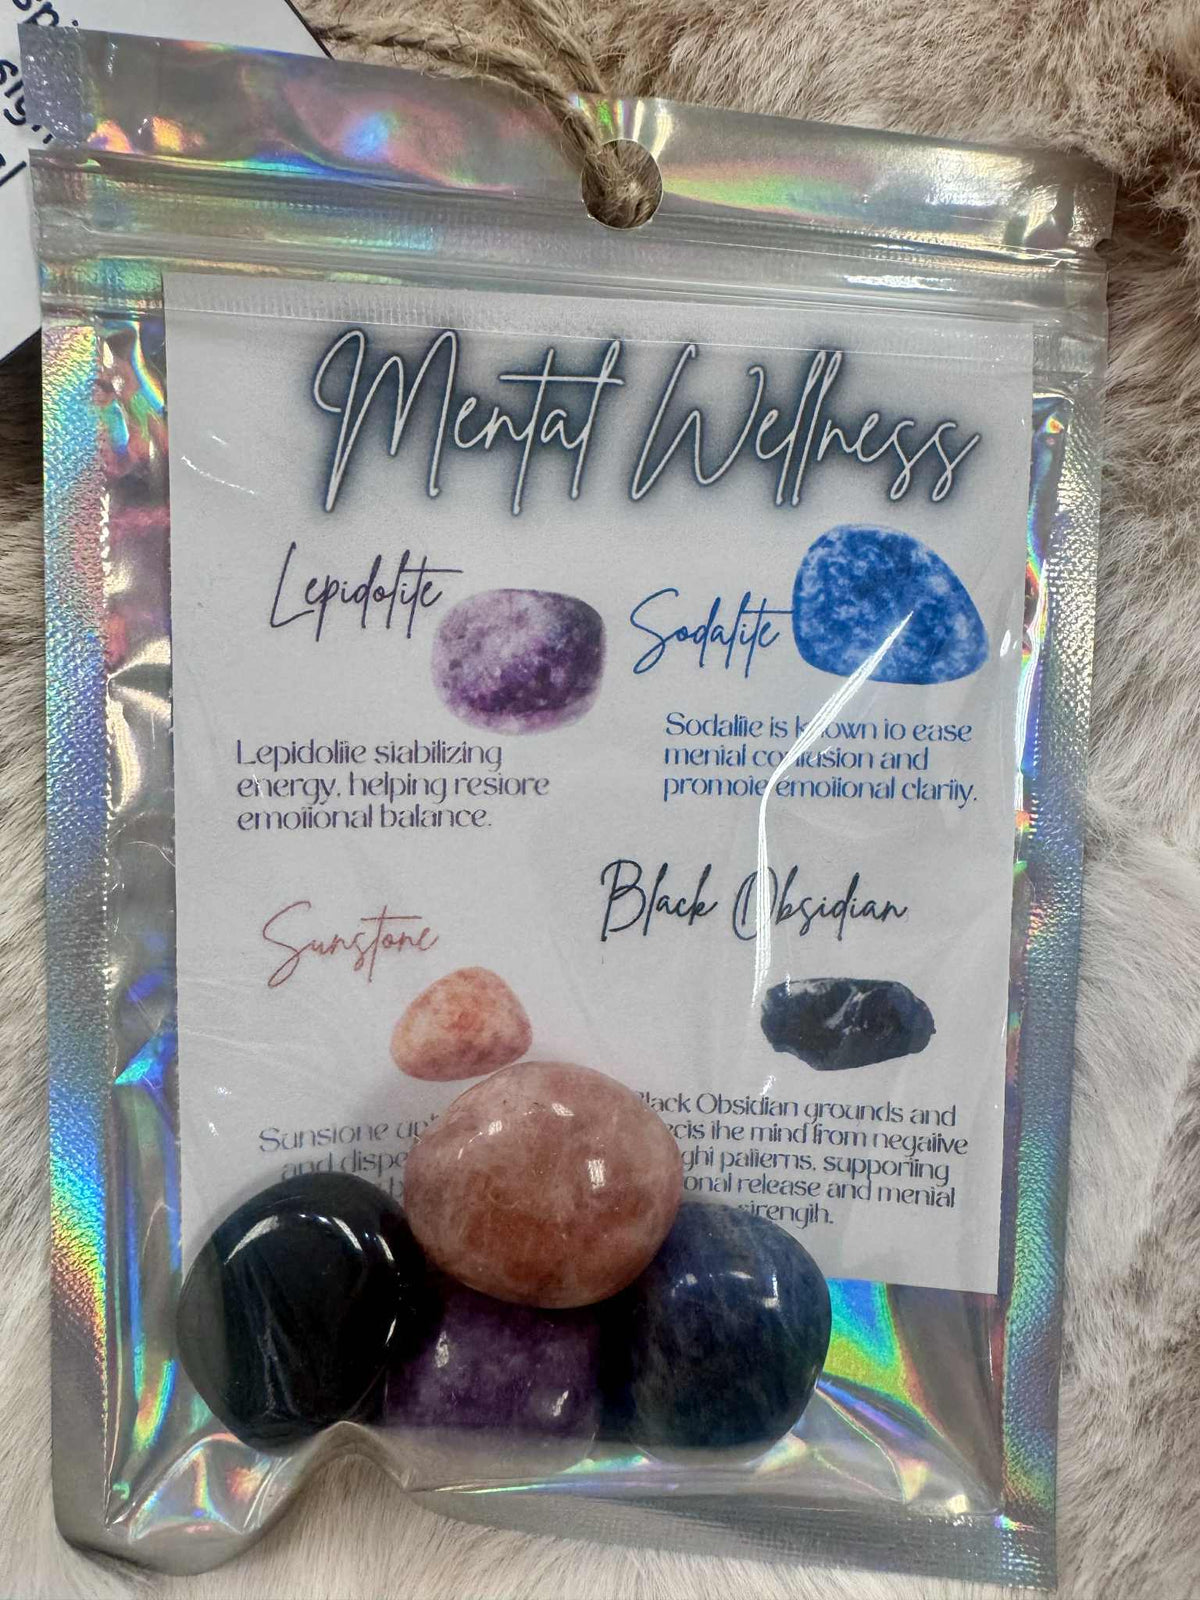 Mental Wellness
Lepidolite
Sodalite
Lepidolite stabilizing
energy, helping restore
emotional balance.
Sodalite is known to ease
mental confusion and
promote emotional clarity.
Sunstone
Black Obsidian
Sunstone
and
Black Obsidian grounds and
the mind from negative
patterns, supporting
release and mental
strength.